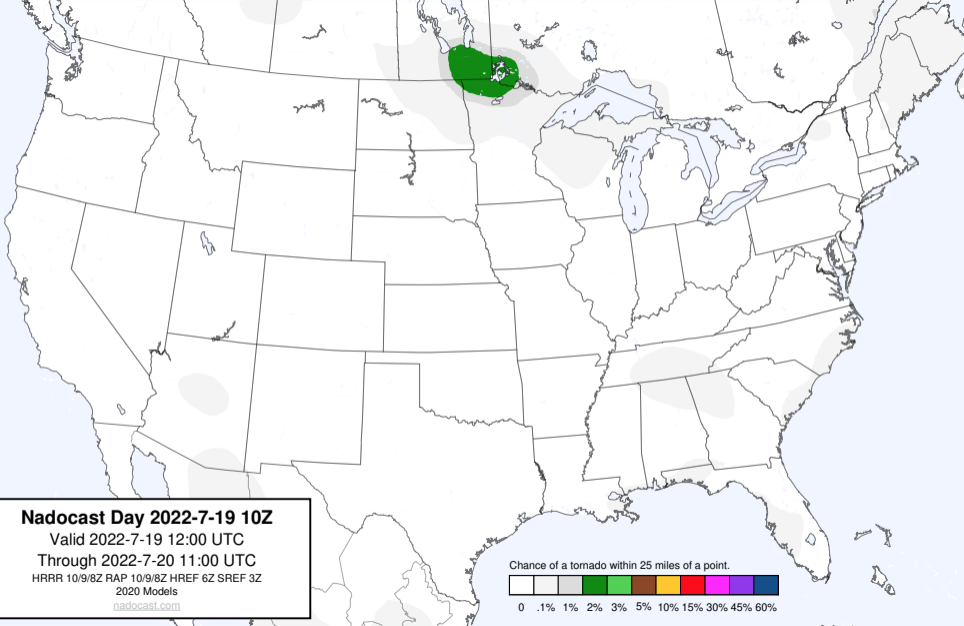 Nadocast Day 2022-7-19 10Z
Valid 2022-7-19 12:00 UTC
Through 2022-7-20 11:00 UTC
HRRR 10/9/8Z RAP 10/9/8Z HREF 6Z SREF 3Z
2020 Models
nadocast.com
Chance of a tornado within 25 miles of a point.
0 .1% 1% 2% 3% 5% 10% 15% 30% 45% 60%